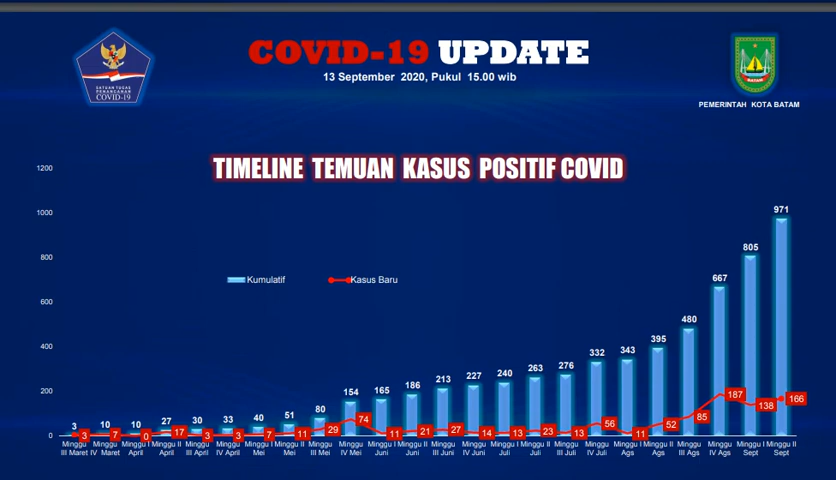 COVID-19 UPDATE
13 September 2020, Pukul 15.00 wib
SATUAN TUGAS
PENANGANAN
COVID-19
BATAM
PEMERINTAH KOTA BATAM
TIMELINE TEMUAN KASUS POSITIF COVID
1200
1000
800
600
400
200
0
Kumulatif
Kasus Baru
3 10 10 27 30 33 40 51 80 154 165 186 213 227 240 263 276 332 343 395 480 667 805 971
3 7 0 17 3 3 7 11 29 74 11 21 27 14 13 23 13 56 11 52 85 187 138 166
Minggu Minggu Minggu I Minggu II Minggu Minggu Minggu I Minggu II Minggu Minggu Minggu I Minggu II Minggu Minggu Minggu I Minggu II Minggu Minggu Minggu I Minggu II Minggu Minggu Minggu I Minggu II
III Maret IV Maret April April III April IV April Mei Mei III Mei IV Mei Juni Juni III Juni IV Juni Juli Juli III Juli IV Juli Ags Ags III Ags IV Ags Sept Sept